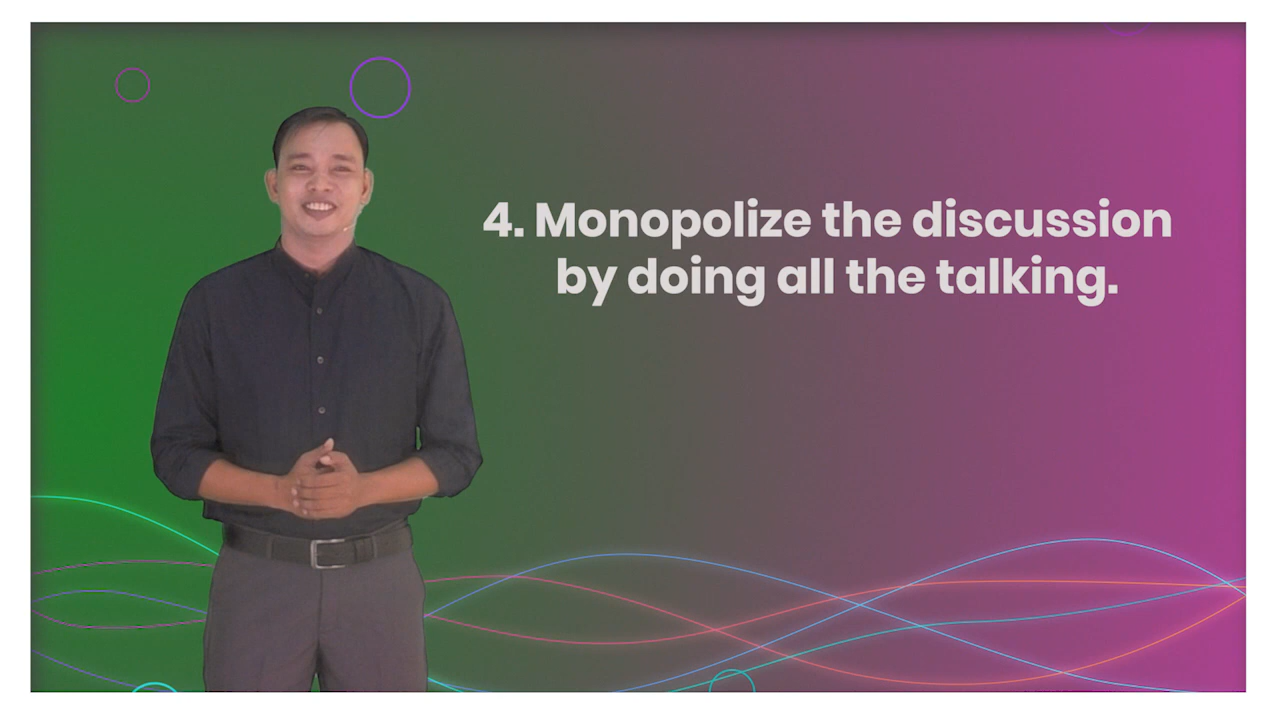 4. Monopolize the discussion
by doing all the talking.